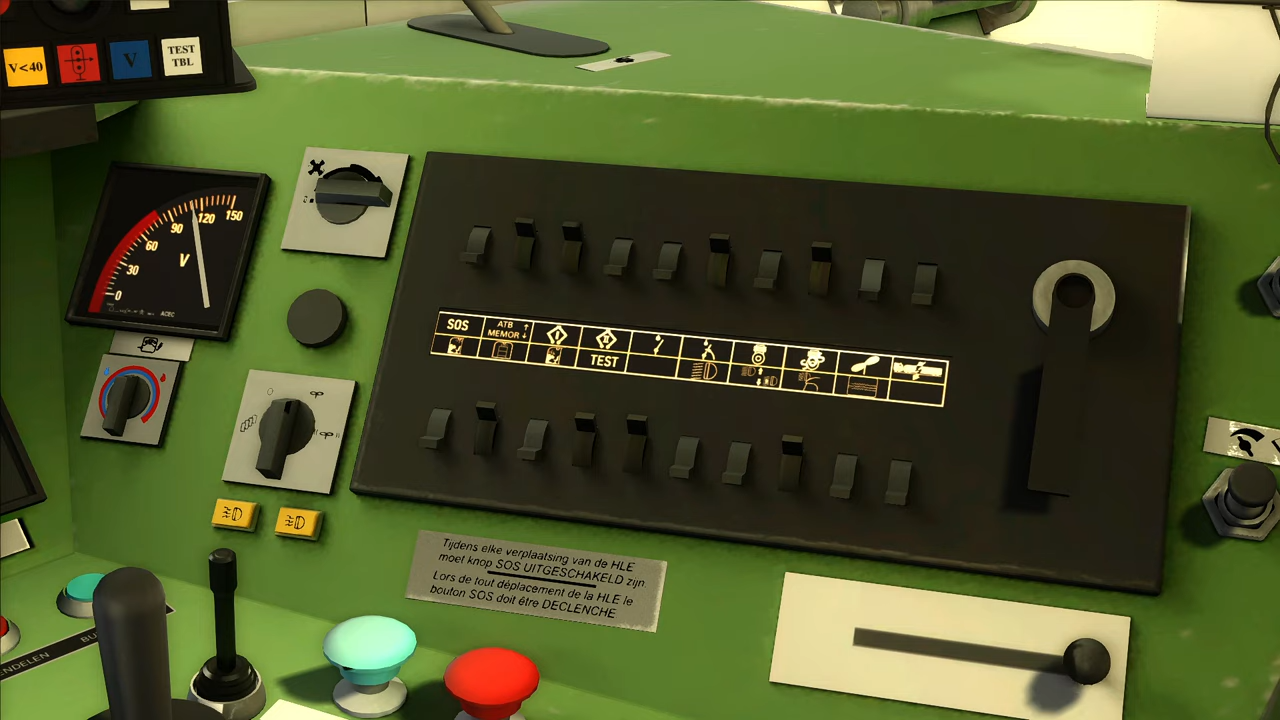 V<40
V
TEST
TBL
0
30
60
90
120
150
V
ACEC
SOS
ATB
MEMOR
TEST
Tijdens elke verplaatsing van de HLE
moet knop SOS UITGESCHAKELD zijn
Lors de tout déplacement de la HLE le
bouton SOS doit être DECLENCHE
NDELEN
BU